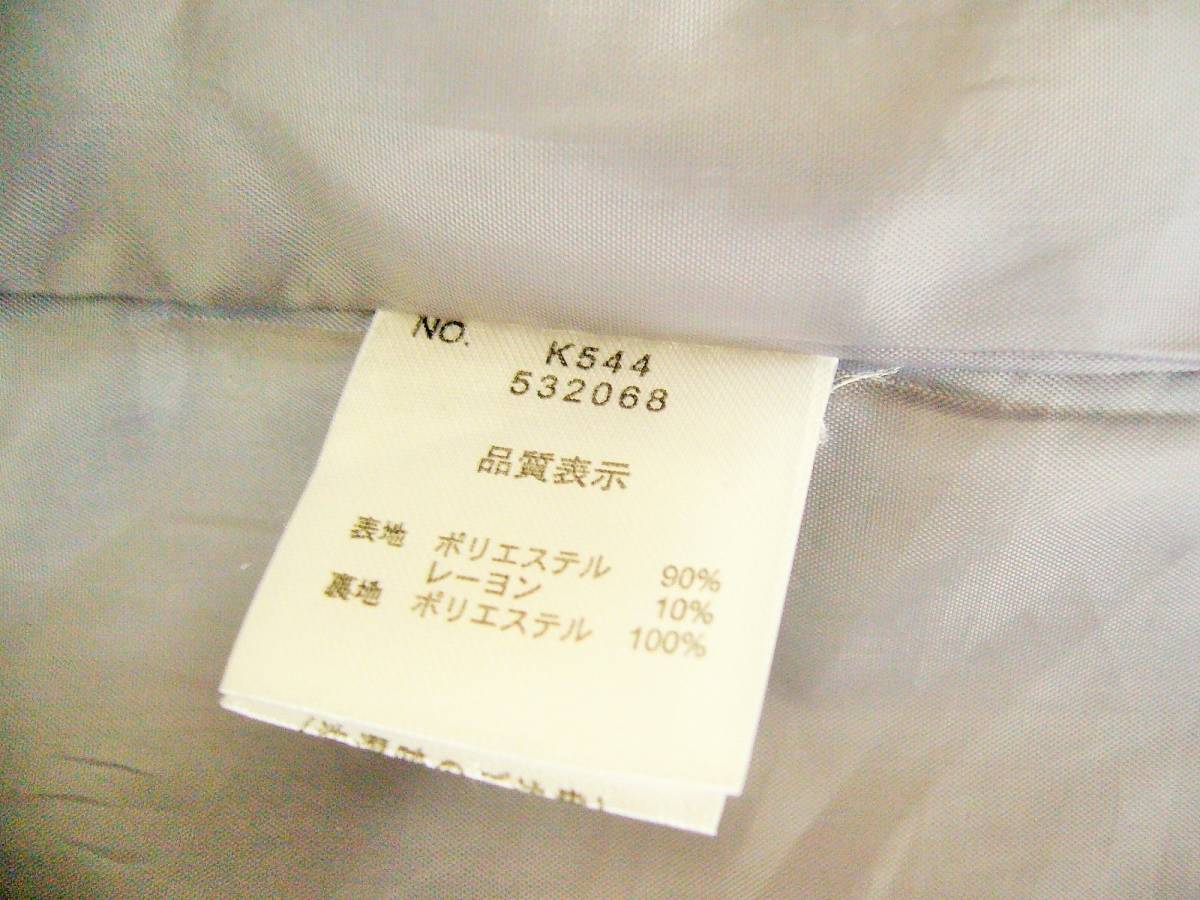 NO. K544
532068
品質表示
表地 ポリエステル 90%
レーヨン 10%
裏地 ポリエステル 100%